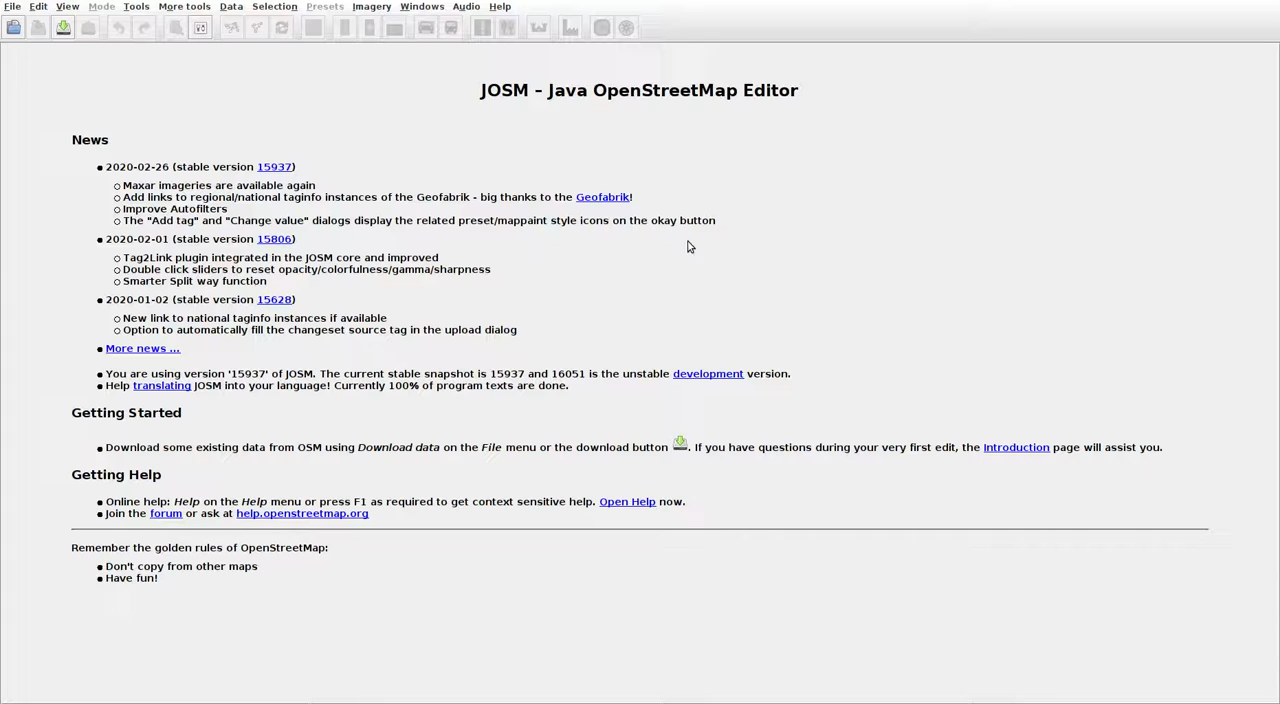 File Edit View Mode Tools More tools Data Selection Presets Imagery Windows Audio Help
JOSM – Java OpenStreetMap Editor
News
2020-02-26 (stable version 15937)
Maxar imageries are available again
Add links to regional/national taginfo instances of the Geofabrik - big thanks to the Geofabrik!
Improve Autofilters
The "Add tag" and "Change value" dialogs display the related preset/mappaint style icons on the okay button
2020-02-01 (stable version 15806)
Tag2Link plugin integrated in the JOSM core and improved
Double click sliders to reset opacity/colorfulness/gamma/sharpness
Smarter Split way function
2020-01-02 (stable version 15628)
New link to national taginfo instances if available
Option to automatically fill the changeset source tag in the upload dialog
More news ...
You are using version '15937' of JOSM. The current stable snapshot is 15937 and 16051 is the unstable development version.
Help translating JOSM into your language! Currently 100% of program texts are done.
Getting Started
Download some existing data from OSM using Download data on the File menu or the download button . If you have questions during your very first edit, the Introduction page will assist you.
Getting Help
Online help: Help on the Help menu or press F1 as required to get context sensitive help. Open Help now.
Join the forum or ask at help.openstreetmap.org
Remember the golden rules of OpenStreetMap:
Don't copy from other maps
Have fun!